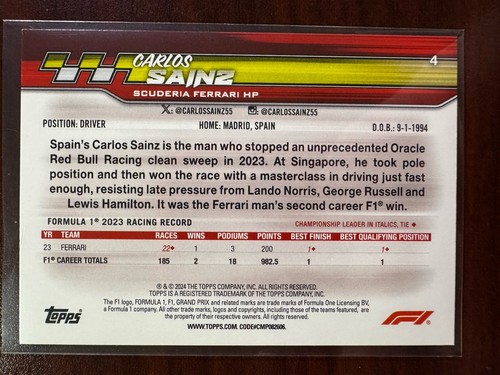 CARLOS
SAINZ
4
SCUDERIA FERRARI HP
X: @CARLOSSAINZ55 : @CARLOSSAINZ55
POSITION: DRIVER HOME: MADRID, SPAIN D.O.B.: 9-1-1994
Spain's Carlos Sainz is the man who stopped an unprecedented Oracle
Red Bull Racing clean sweep in 2023. At Singapore, he took pole
position and then won the race with a masterclass in driving just fast
enough, resisting late pressure from Lando Norris, George Russell and
Lewis Hamilton. It was the Ferrari man's second career F1® win.
FORMULA 1® 2023 RACING RECORD CHAMPIONSHIP LEADER IN ITALICS, TIE ♦
YR TEAM RACES WINS PODIUMS POINTS BEST FINISH BEST QUALIFYING POSITION
23 FERRARI 22♦ 1 3 200 1♦ 1♦
F1® CAREER TOTALS 185 2 18 982.5 1 1
® & © 2024 THE TOPPS COMPANY, INC. ALL RIGHTS RESERVED.
TOPPS IS A REGISTERED TRADEMARK OF THE TOPPS COMPANY, INC.
The F1 logo, FORMULA 1, F1, GRAND PRIX and related marks are trade marks of Formula One Licensing BV,
a Formula 1 company. All other trade marks, logos and copyrights, including those of the teams featured, are
the property of their respective owners. All rights reserved.
WWW.TOPPS.COM. CODE#CMP082606.
topps
F1®